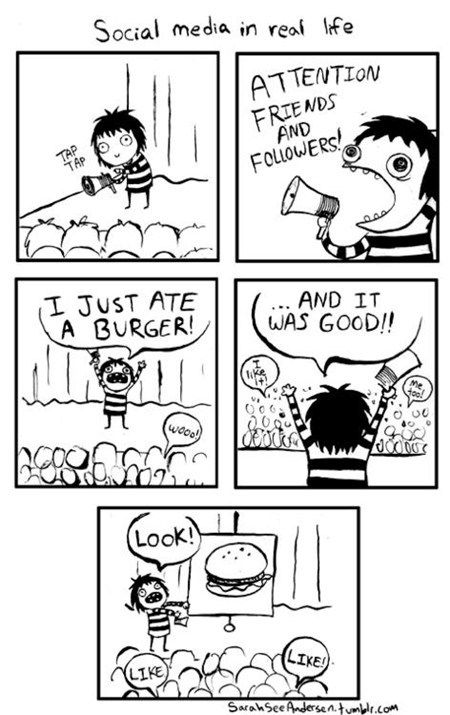 Social media in real life
TAP
TAP
ATTENTION
FRIENDS
AND
FOLLOWERS!
I JUST ATE
A BURGER!
WOOO!
... AND IT
WAS GOOD!!
I
like
it!
Me,
too!
LOOK!
LIKE
LIKE!
SarahSeeAndersen.tumblr.com